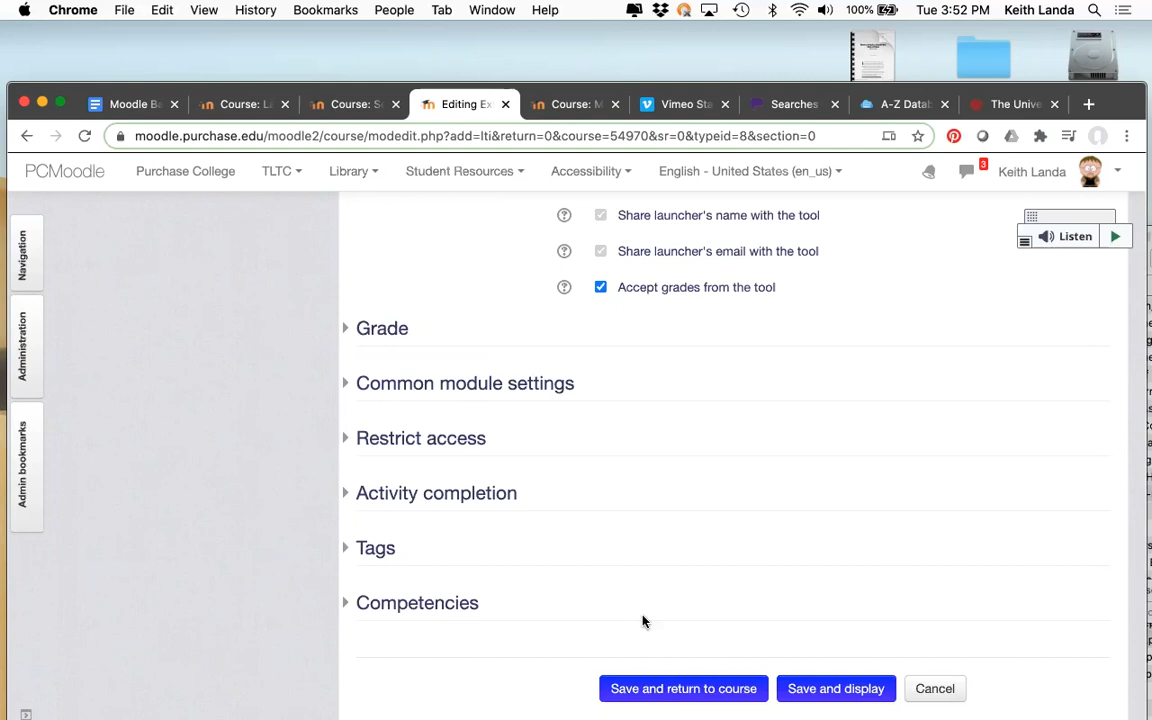 Chrome File Edit View History Bookmarks People Tab Window Help 100% Tue 3:52 PM Keith Landa
Moodle Ba Course: La Course: Se Editing Ex Course: M Vimeo Sta Searches A-Z Datab The Unive
moodle.purchase.edu/moodle2/course/modedit.php?add=lti&return=0&course=54970&sr=0&typeid=8&section=0
PCMoodle Purchase College TLTC Library Student Resources Accessibility English - United States (en_us) 3 Keith Landa
Navigation
Administration
Admin bookmarks
Share launcher's name with the tool
Listen
Share launcher's email with the tool
Accept grades from the tool
Grade
Common module settings
Restrict access
Activity completion
Tags
Competencies
Save and return to course Save and display Cancel